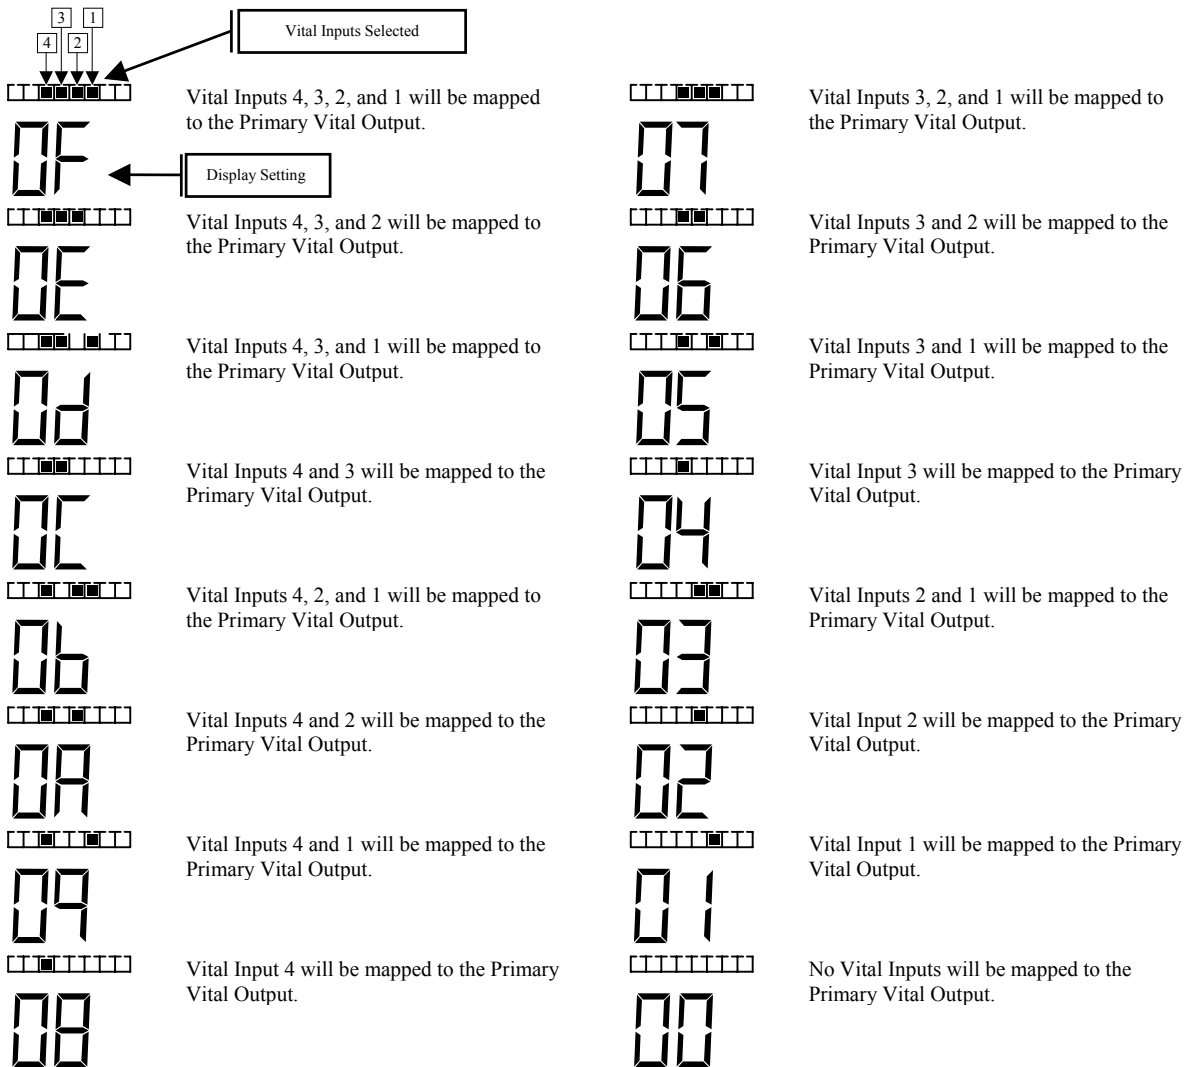 3 1
4 2
Vital Inputs Selected
Vital Inputs 4, 3, 2, and 1 will be mapped
to the Primary Vital Output.
0F
Display Setting
Vital Inputs 4, 3, and 2 will be mapped to
the Primary Vital Output.
0E
Vital Inputs 4, 3, and 1 will be mapped to
the Primary Vital Output.
0d
Vital Inputs 4 and 3 will be mapped to the
Primary Vital Output.
0C
Vital Inputs 4, 2, and 1 will be mapped to
the Primary Vital Output.
0b
Vital Inputs 4 and 2 will be mapped to the
Primary Vital Output.
0A
Vital Inputs 4 and 1 will be mapped to the
Primary Vital Output.
09
Vital Input 4 will be mapped to the Primary
Vital Output.
08
Vital Inputs 3, 2, and 1 will be mapped to
the Primary Vital Output.
07
Vital Inputs 3 and 2 will be mapped to the
Primary Vital Output.
06
Vital Inputs 3 and 1 will be mapped to the
Primary Vital Output.
05
Vital Input 3 will be mapped to the Primary
Vital Output.
04
Vital Inputs 2 and 1 will be mapped to the
Primary Vital Output.
03
Vital Input 2 will be mapped to the Primary
Vital Output.
02
Vital Input 1 will be mapped to the Primary
Vital Output.
01
No Vital Inputs will be mapped to the
Primary Vital Output.
00